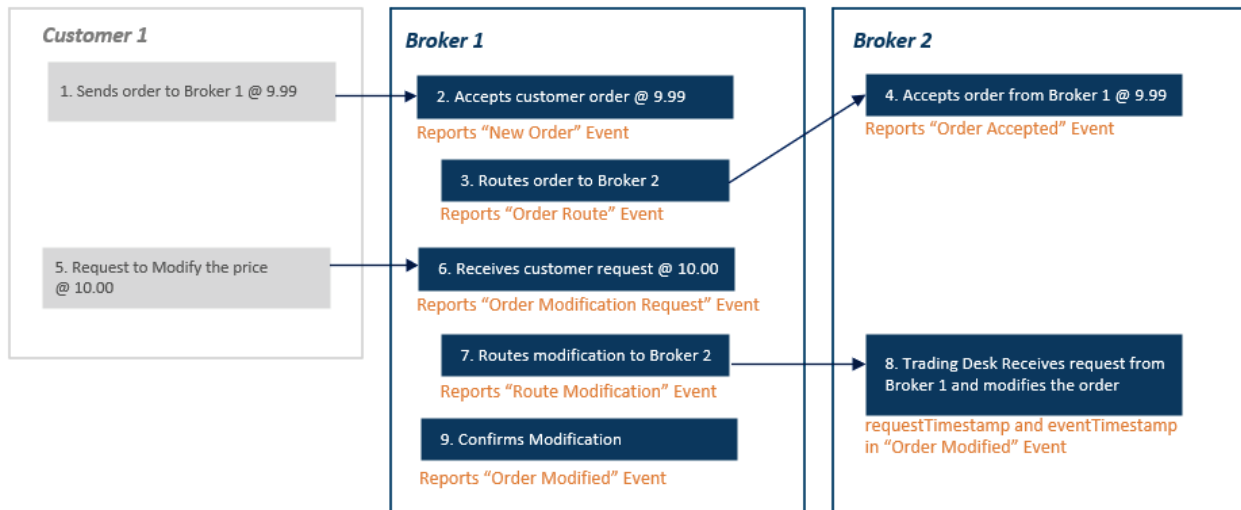 Customer 1
1. Sends order to Broker 1 @ 9.99
5. Request to Modify the price
@ 10.00
Broker 1
2. Accepts customer order @ 9.99
Reports “New Order” Event
3. Routes order to Broker 2
Reports “Order Route” Event
6. Receives customer request @ 10.00
Reports “Order Modification Request” Event
7. Routes modification to Broker 2
Reports “Route Modification” Event
9. Confirms Modification
Reports “Order Modified” Event
Broker 2
4. Accepts order from Broker 1 @ 9.99
Reports “Order Accepted” Event
8. Trading Desk Receives request from
Broker 1 and modifies the order
requestTimestamp and eventTimestamp
in “Order Modified” Event